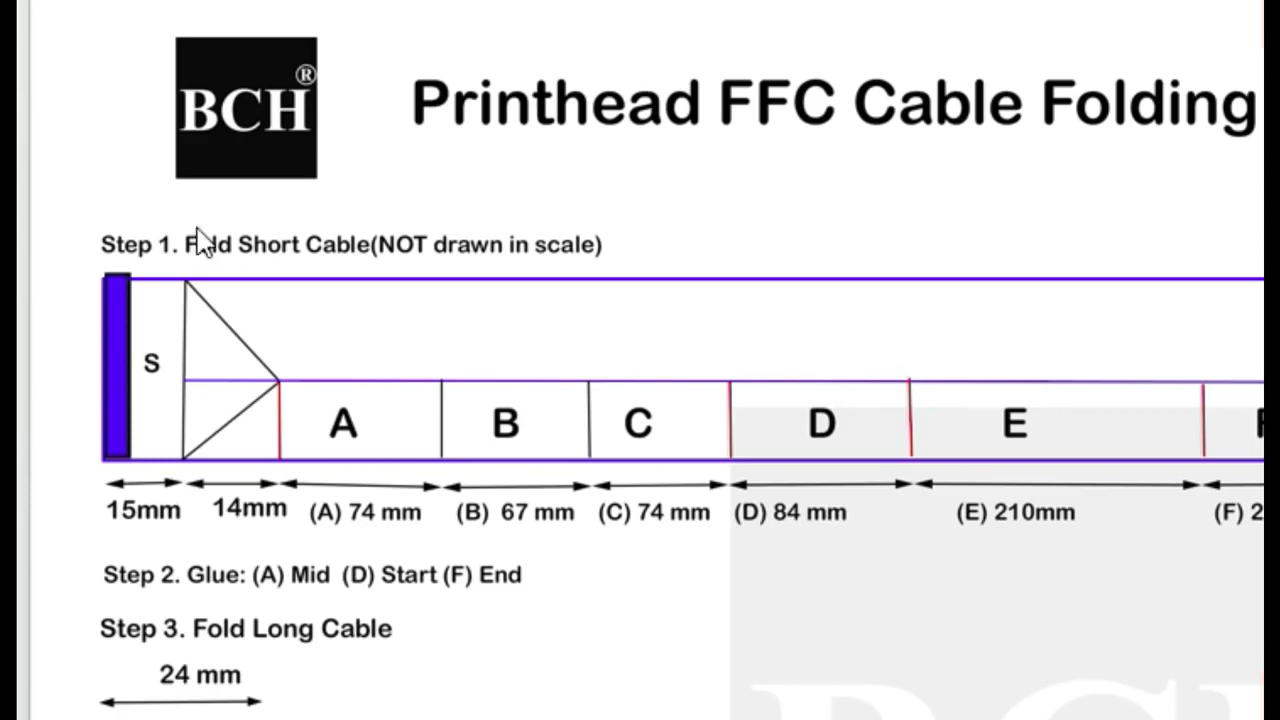 BCH®
Printhead FFC Cable Folding
Step 1. Fold Short Cable(NOT drawn in scale)
S
A B C D E
15mm 14mm (A) 74 mm (B) 67 mm (C) 74 mm (D) 84 mm (E) 210mm (F) 2
Step 2. Glue: (A) Mid (D) Start (F) End
Step 3. Fold Long Cable
24 mm